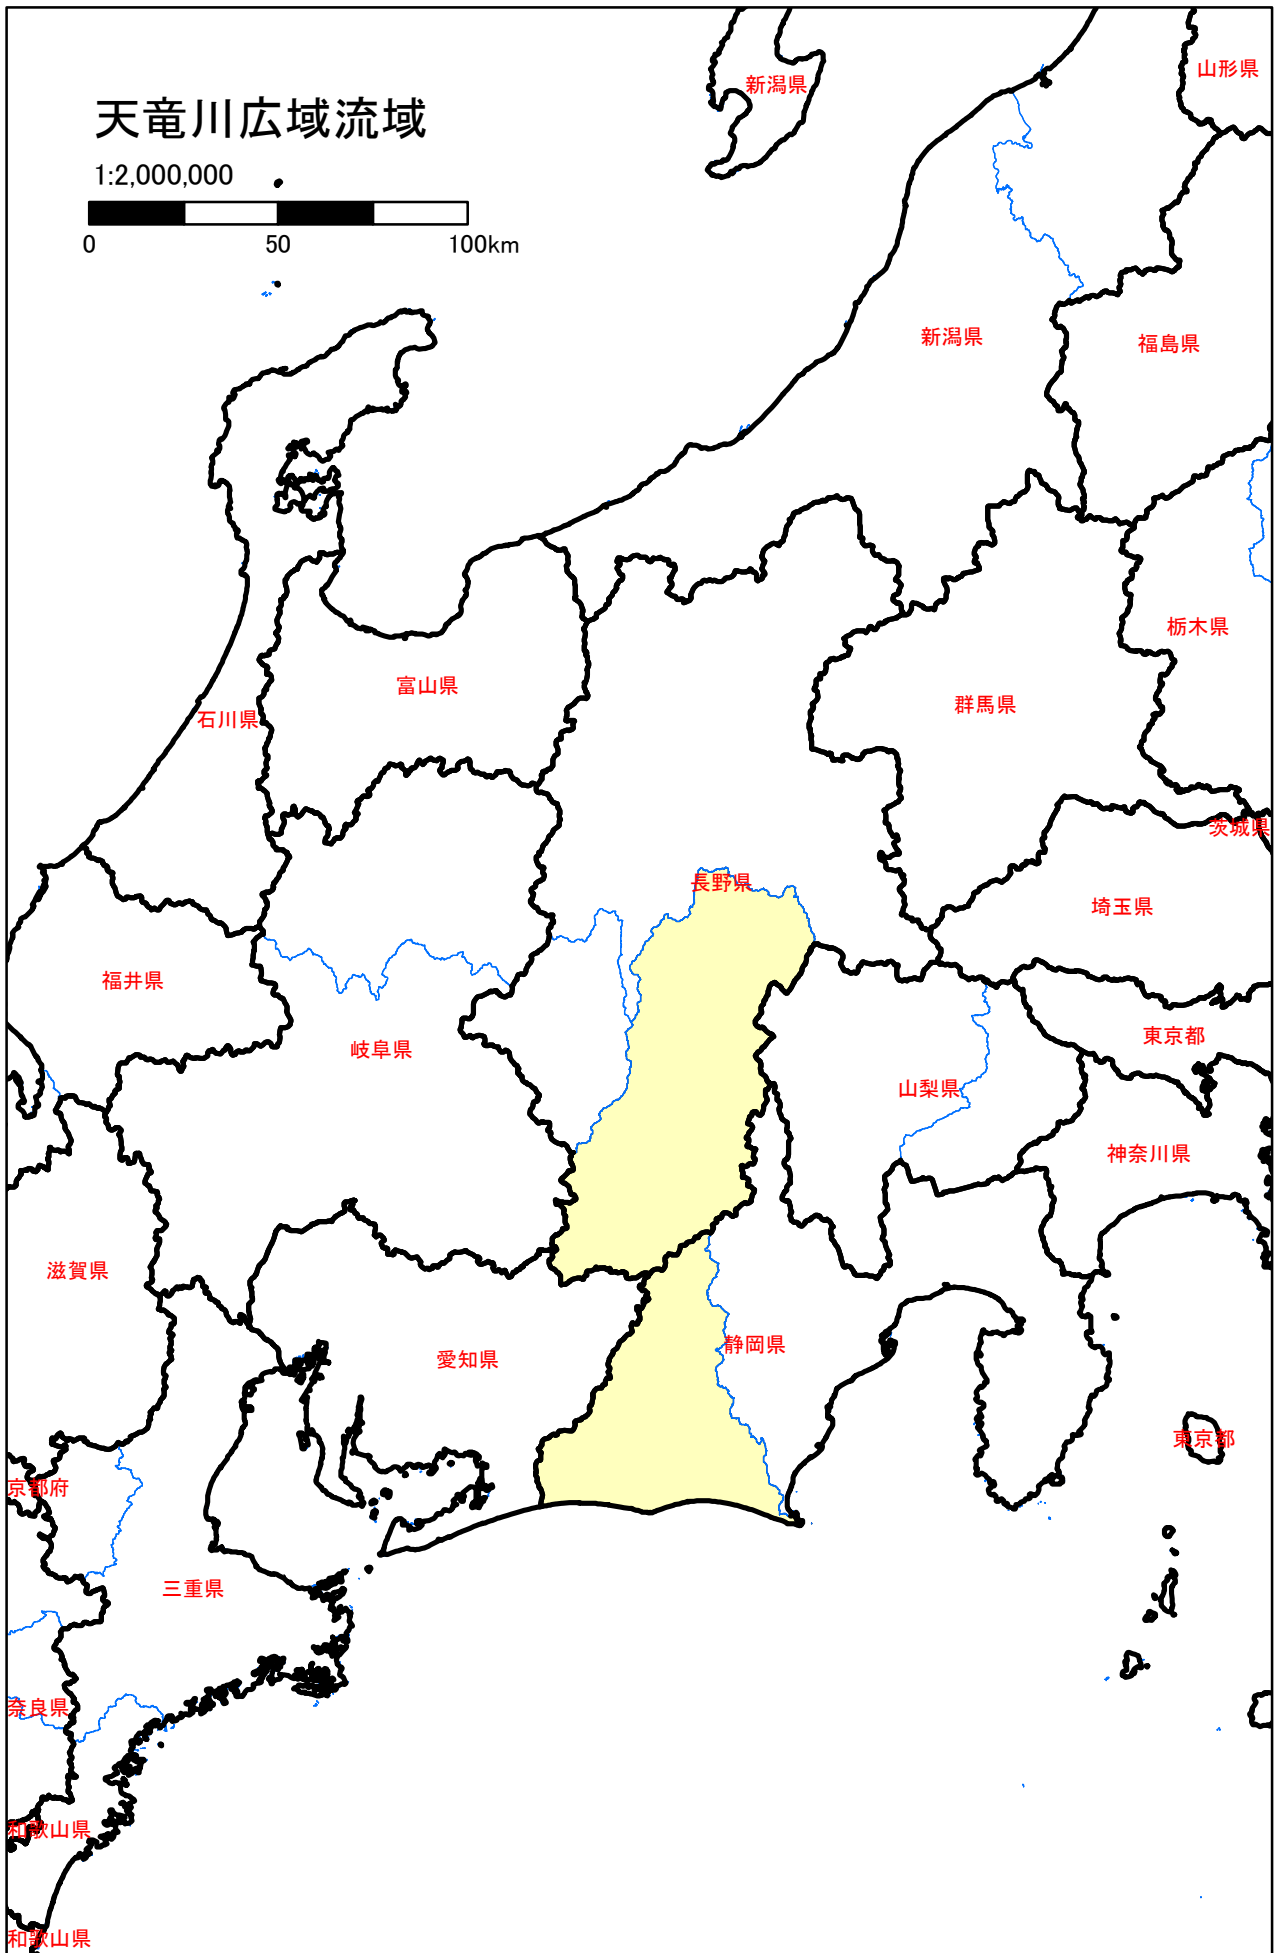 山形県
新潟県
天竜川広域流域
1:2,000,000
0 50 100km
新潟県
福島県
栃木県
富山県
群馬県
石川県
茨城県
長野県
埼玉県
福井県
東京都
岐阜県
山梨県
神奈川県
滋賀県
静岡県
愛知県
東京都
京都府
三重県
奈良県
和歌山県
和歌山県